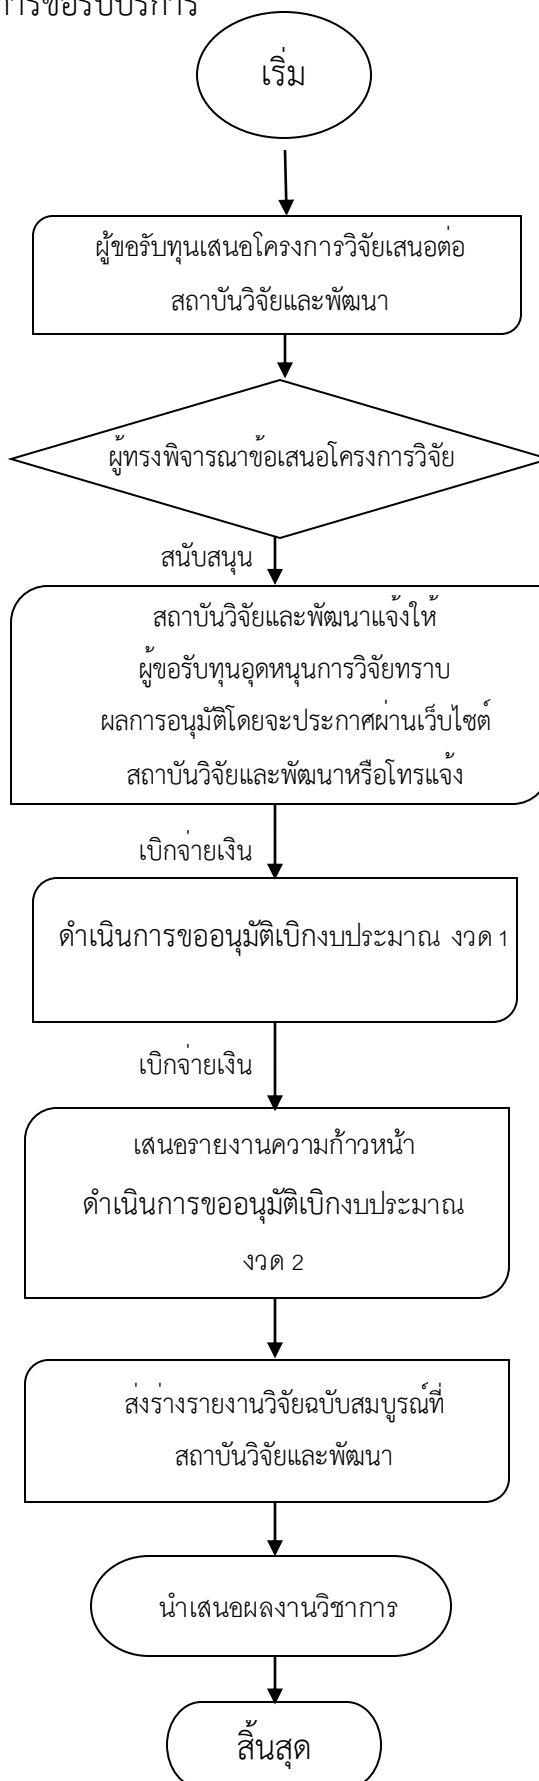 การขอรับบริการ
เริ่ม
ผู้ขอรับทุนเสนอโครงการวิจัยเสนอต่อ
สถาบันวิจัยและพัฒนา
ผู้ทรงพิจารณาข้อเสนอโครงการวิจัย
สนับสนุน
สถาบันวิจัยและพัฒนาแจ้งให้
ผู้ขอรับทุนอุดหนุนการวิจัยทราบ
ผลการอนุมัติโดยจะประกาศผ่านเว็บไซต์
สถาบันวิจัยและพัฒนาหรือโทรแจ้ง
เบิกจ่ายเงิน
ดำเนินการขออนุมัติเบิกงบประมาณ งวด 1
เบิกจ่ายเงิน
เสนอรายงานความก้าวหน้า
ดำเนินการขออนุมัติเบิกงบประมาณ
งวด 2
ส่งร่างรายงานวิจัยฉบับสมบูรณ์ที่
สถาบันวิจัยและพัฒนา
นำเสนอผลงานวิชาการ
สิ้นสุด